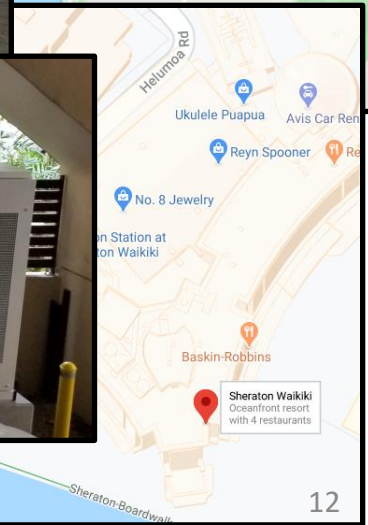 Helumoa Rd
Ukulele Puapua
Avis Car Ren
Reyn Spooner
Re
No. 8 Jewelry
on Station at
ton Waikiki
Baskin-Robbins
Sheraton Waikiki
Oceanfront resort
with 4 restaurants
Sheraton Boardwalk
12